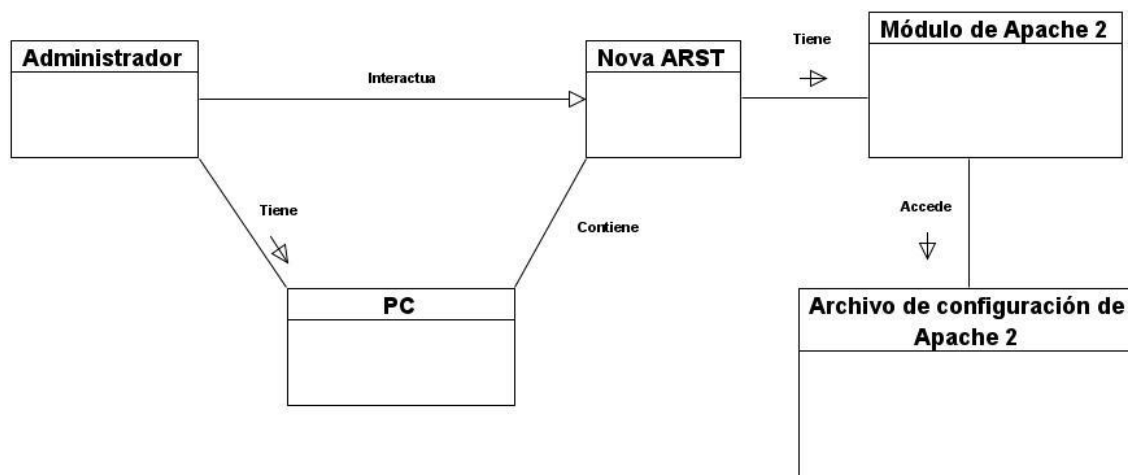 Administrador
Interactua
Nova ARST
Tiene
Módulo de Apache 2
Tiene
Contiene
Accede
PC
Archivo de configuración de
Apache 2